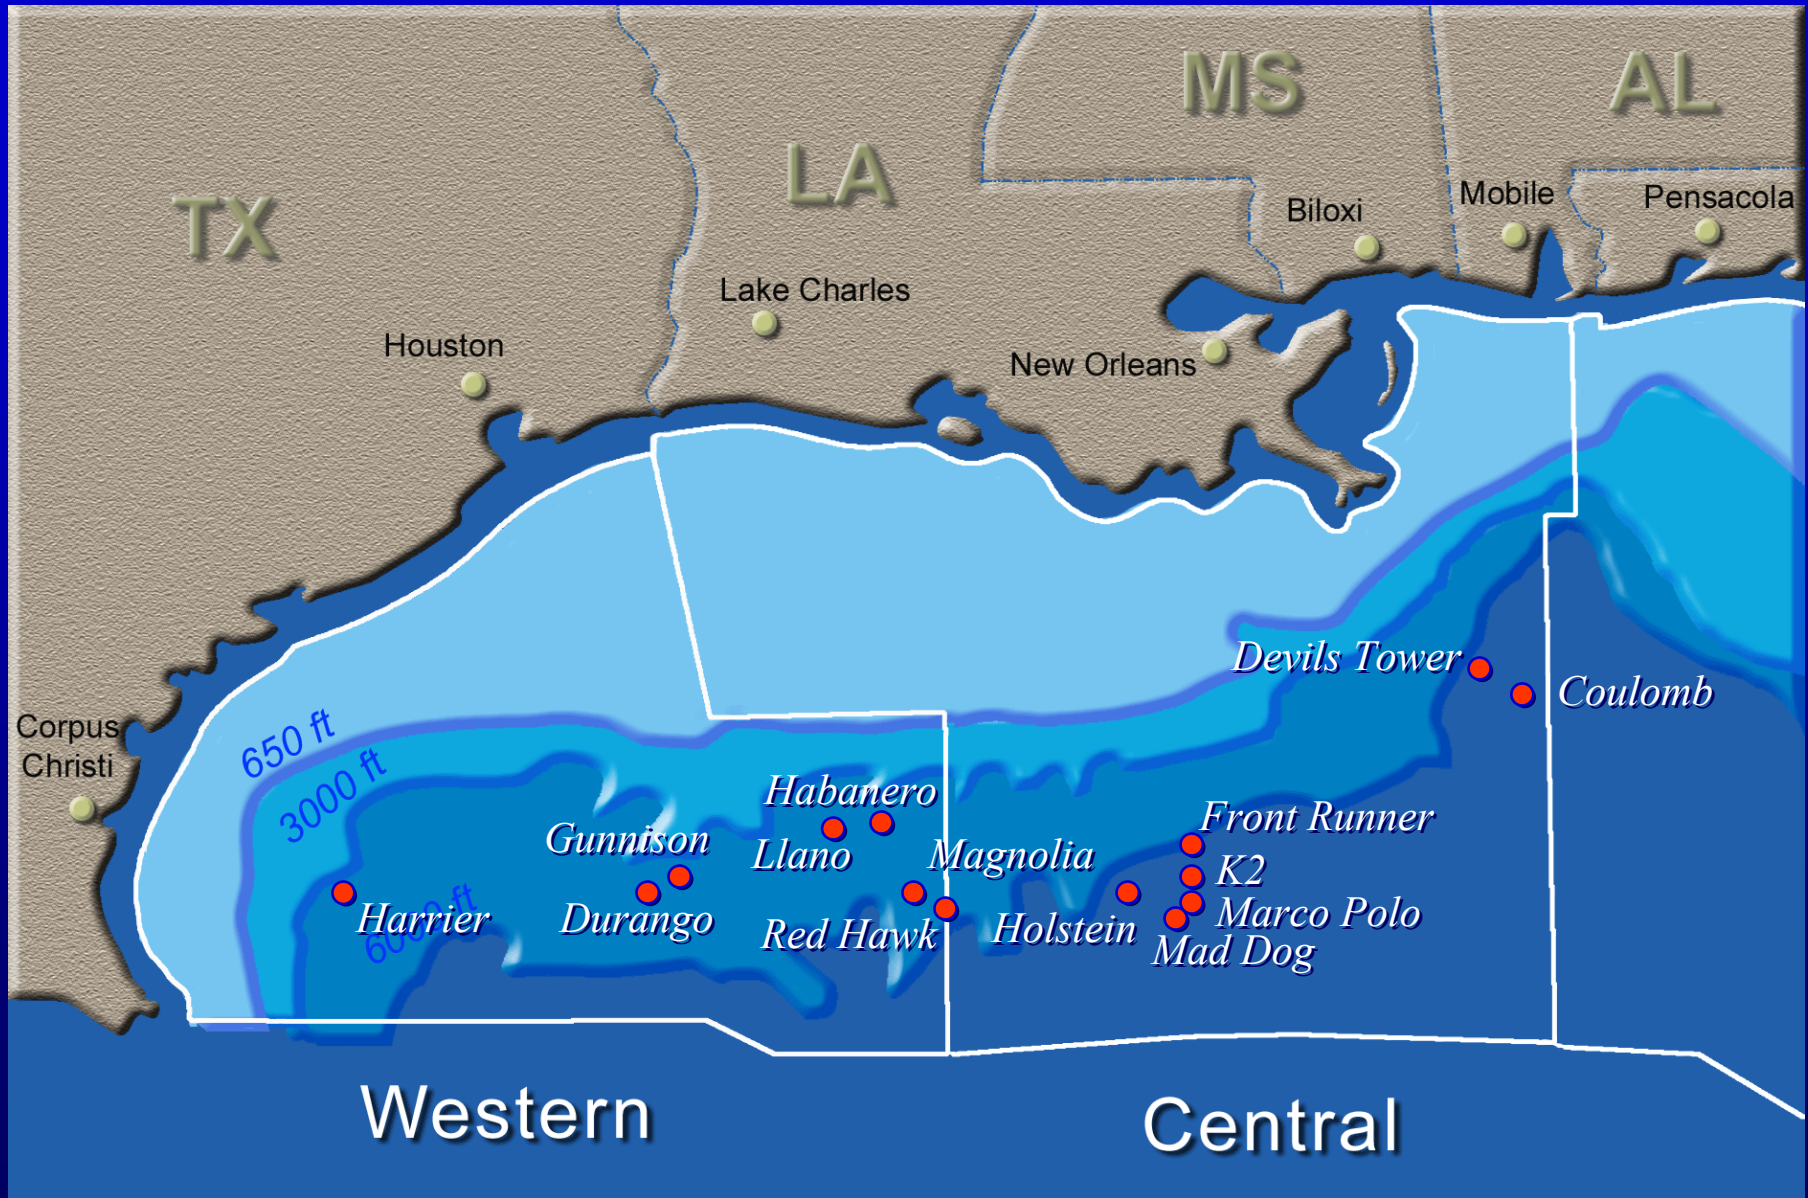 MS
AL
TX
LA
Biloxi
Mobile
Pensacola
Lake Charles
Houston
New Orleans
Corpus
Christi
650 ft
3000 ft
6000 ft
Devils Tower
Coulomb
Habanero
Gunnison
Llano
Magnolia
Front Runner
K2
Harrier
Durango
Red Hawk
Holstein
Marco Polo
Mad Dog
Western
Central